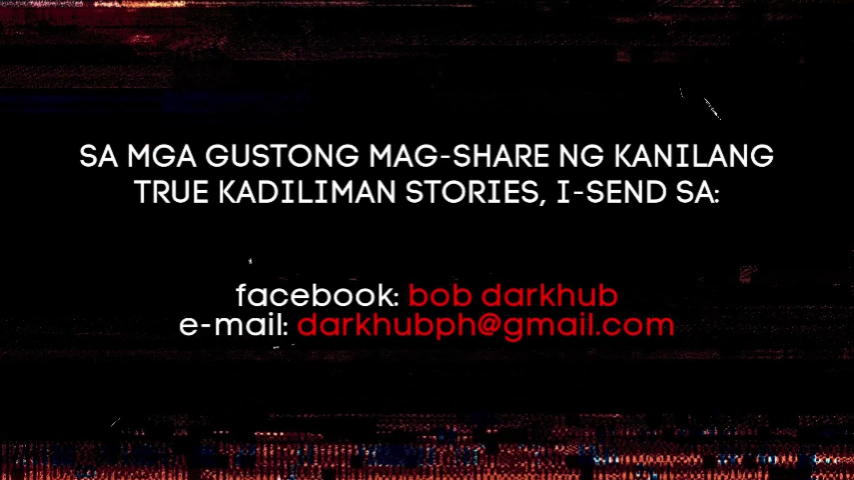 SA MGA GUSTONG MAG-SHARE NG KANILANG
TRUE KADILIMAN STORIES, I-SEND SA:
facebook: bob darkhub
e-mail: darkhubph@gmail.com